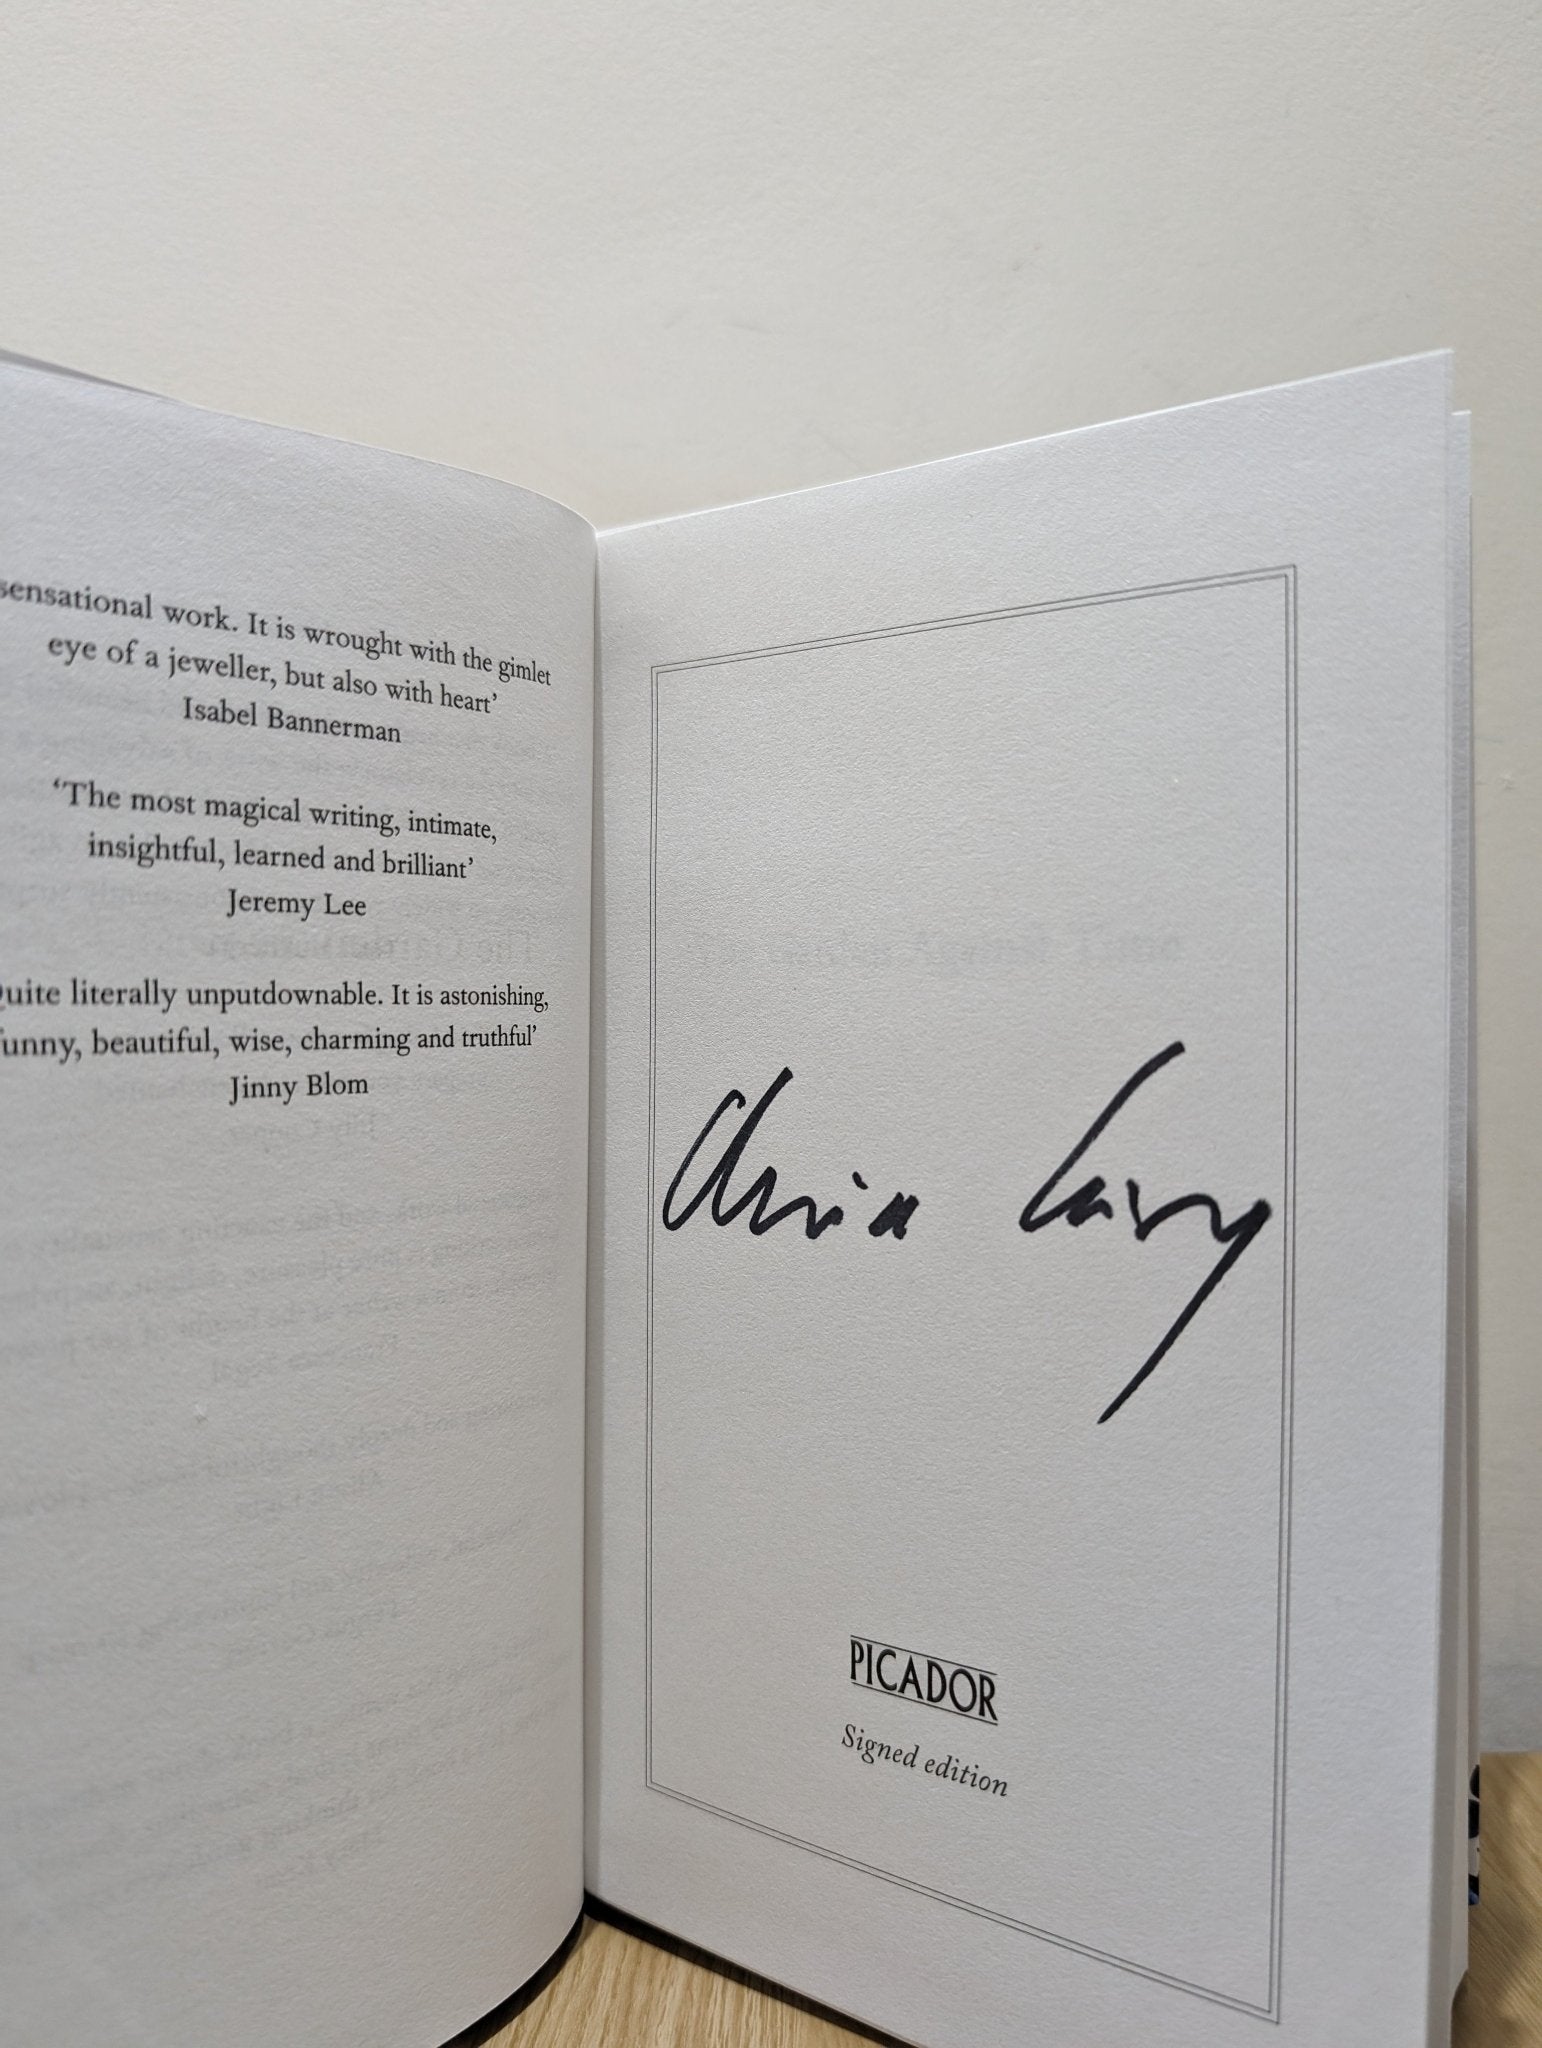 sensational work. It is wrought with the gimlet
eye of a jeweller, but also with heart’
Isabel Bannerman
‘The most magical writing, intimate,
insightful, learned and brilliant’
Jeremy Lee
Quite literally unputdownable. It is astonishing,
funny, beautiful, wise, charming and truthful’
Jinny Blom
Olivia Laing
PICADOR
Signed edition